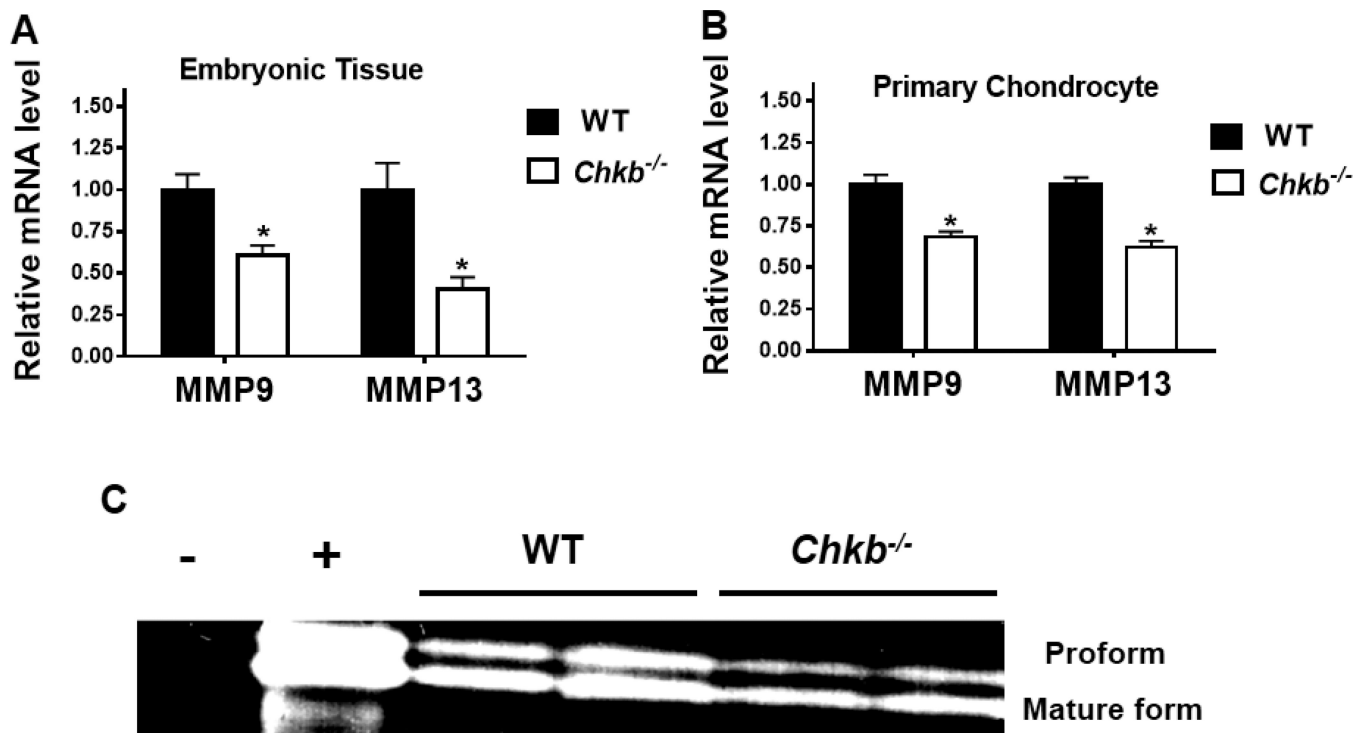 A
Embryonic Tissue
Relative mRNA level
1.50
1.25
1.00
0.75
0.50
0.25
0.00
*
*
MMP9
MMP13
WT
Chkb-/-
B
Primary Chondrocyte
Relative mRNA level
1.50
1.25
1.00
0.75
0.50
0.25
0.00
*
*
MMP9
MMP13
WT
Chkb-/-
C
- + WT Chkb-/-
Proform
Mature form